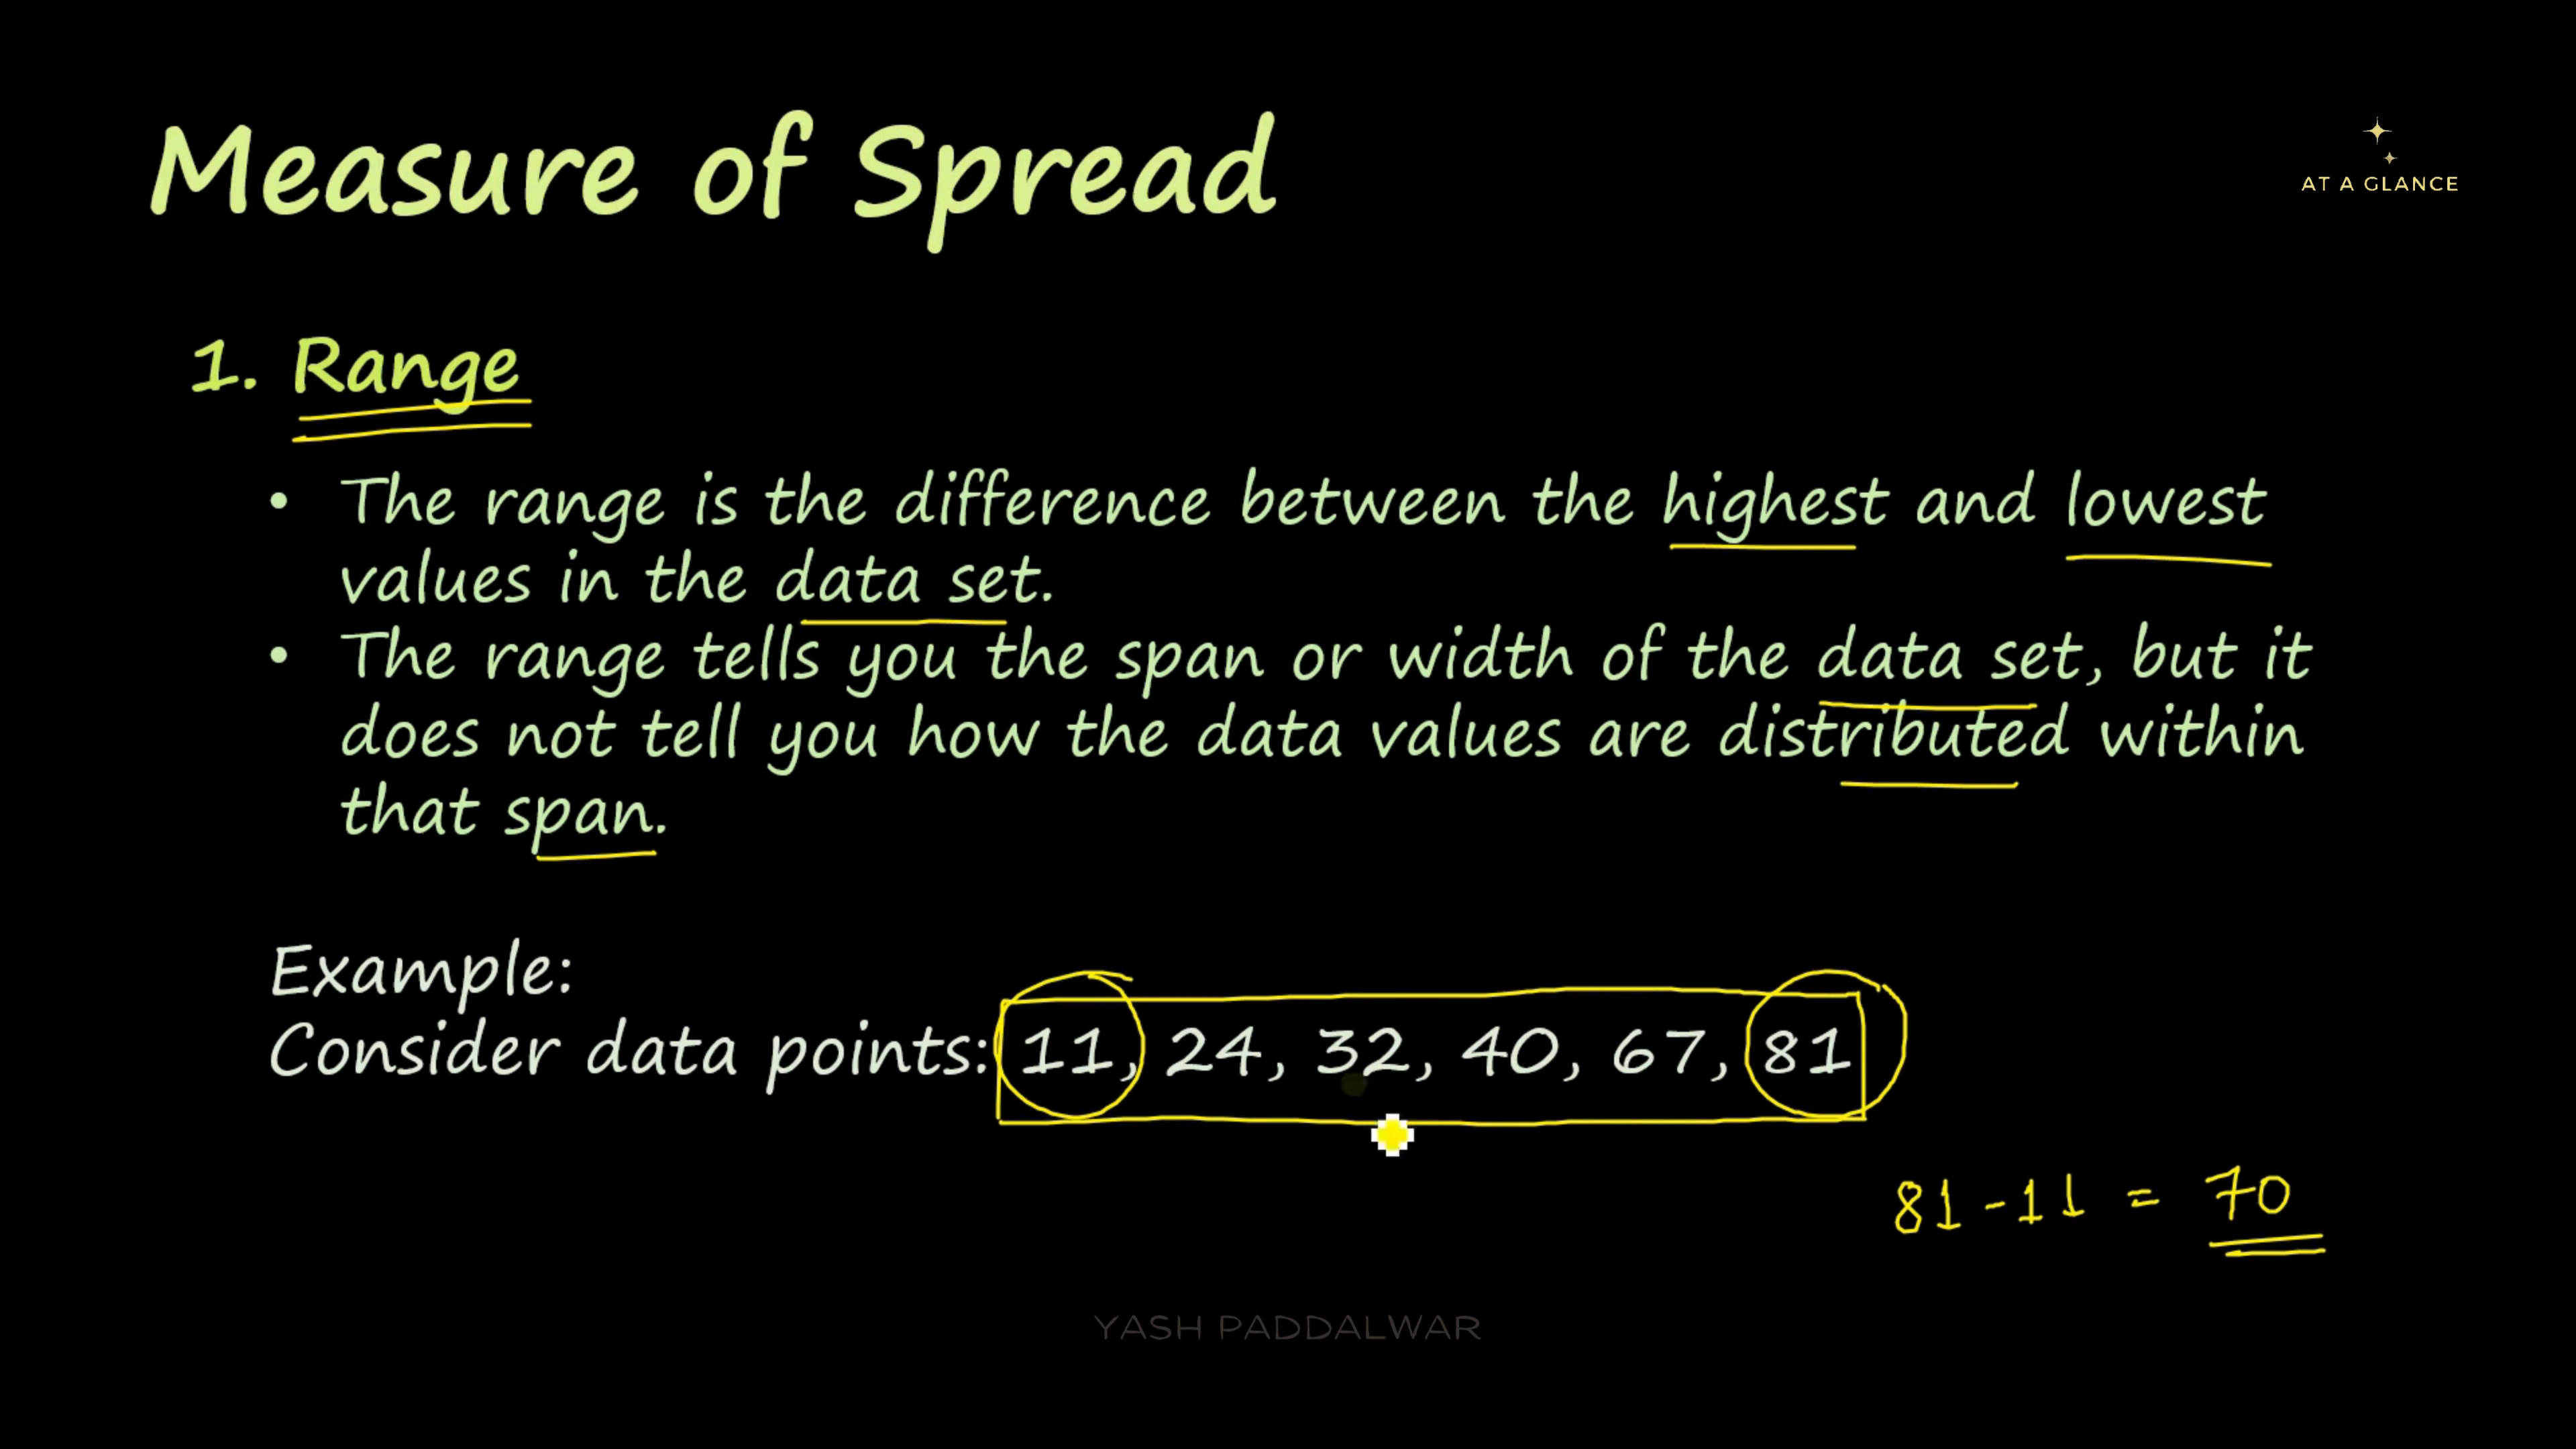 Measure of Spread
AT A GLANCE
1. Range
• The range is the difference between the highest and lowest
values in the data set.
• The range tells you the span or width of the data set, but it
does not tell you how the data values are distributed within
that span.
Example:
Consider data points: 11, 24, 32, 40, 67, 81
81 - 11 = 70
YASH PADDALWAR